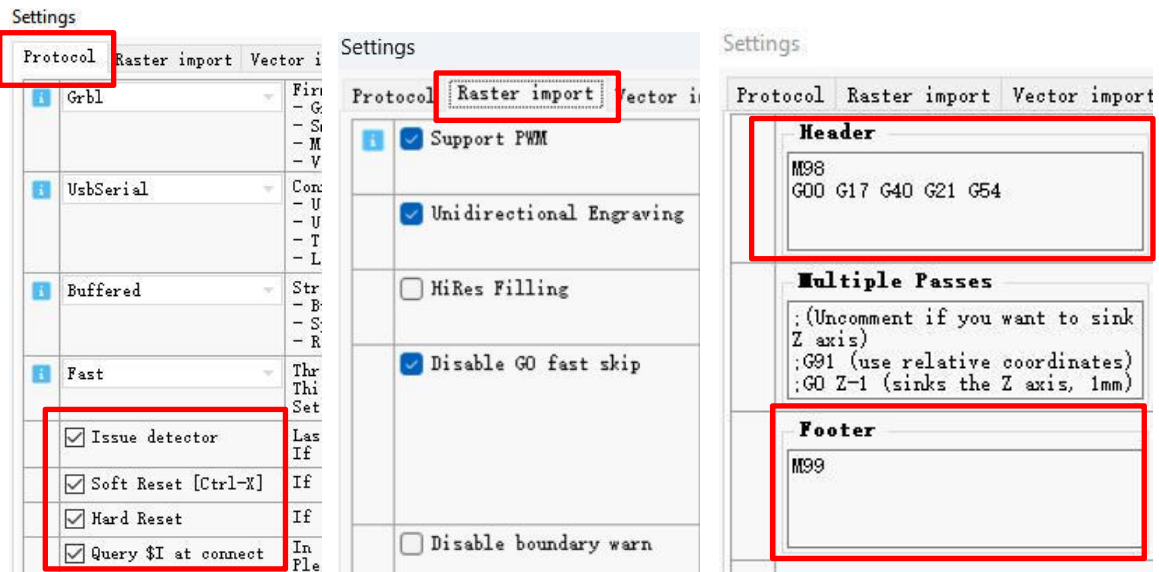 Settings
Protocol Raster import Vector i
Grbl
Fir
- G
- S
- M
- V
UsbSerial
Con
- U
- U
- T
- L
Buffered
Str
- B
- S
- R
Fast
Thr
Thi
Set
Issue detector
Las
If
Soft Reset [Ctrl-X]
If
Hard Reset
If
Query $I at connect
In
Ple
Settings
Protocol Raster import Vector i
Support PWM
Unidirectional Engraving
HiRes Filling
Disable G0 fast skip
Disable boundary warn
Settings
Protocol Raster import Vector import
Header
M98
G00 G17 G40 G21 G54
Multiple Passes
;(Uncomment if you want to sink
Z axis)
;G91 (use relative coordinates)
;G0 Z-1 (sinks the Z axis, 1mm)
Footer
M99